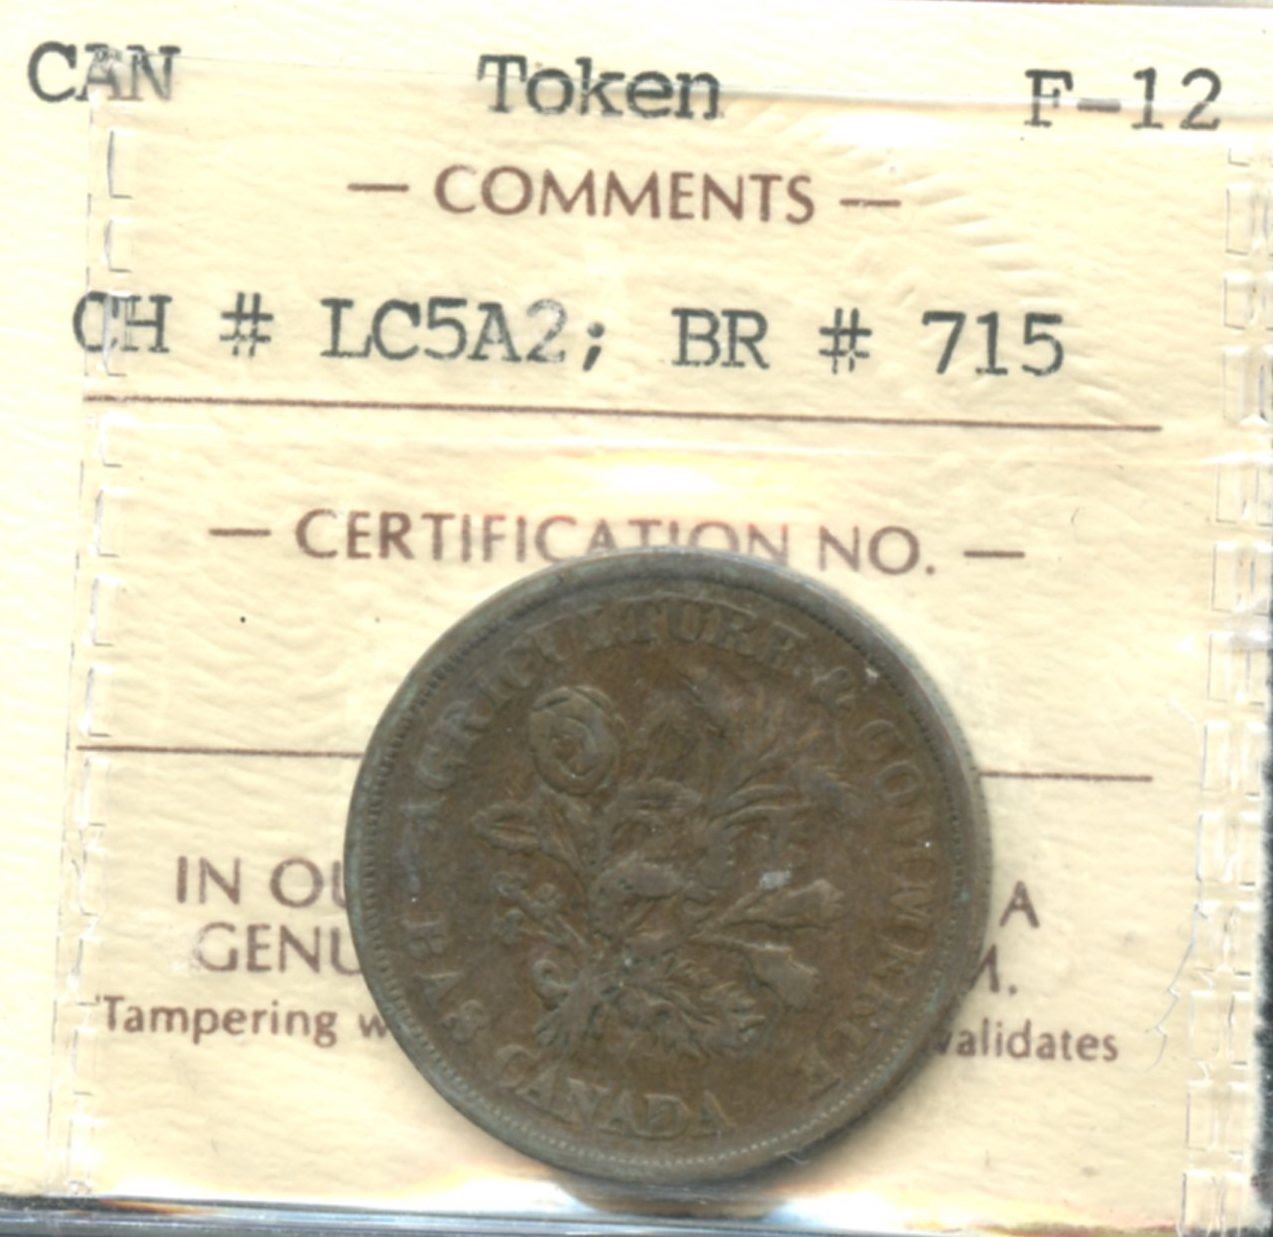 CAN Token F-12
— COMMENTS —
CH # LC5A2; BR # 715
— CERTIFICATION NO. —
IN OU A
GENU M.
Tampering w validates
AGRICULTURE & COMMERCE
BAS CANADA